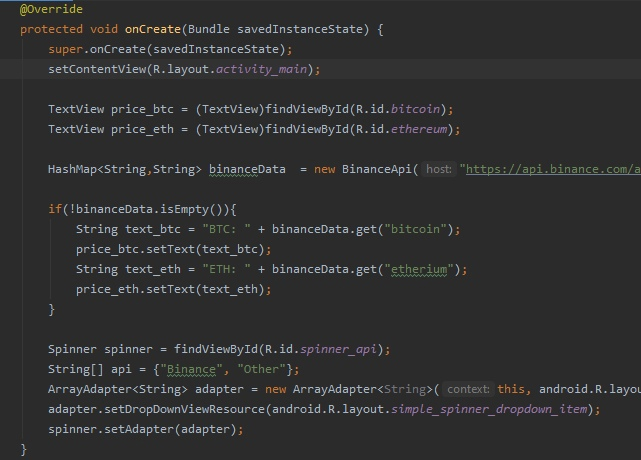 @Override
protected void onCreate(Bundle savedInstanceState) {
super.onCreate(savedInstanceState);
setContentView(R.layout.activity_main);
TextView price_btc = (TextView)findViewById(R.id.bitcoin);
TextView price_eth = (TextView)findViewById(R.id.ethereum);
HashMap<String,String> binanceData  = new BinanceApi( host: "https://api.binance.com/a
if(!binanceData.isEmpty()){
String text_btc = "BTC: " + binanceData.get("bitcoin");
price_btc.setText(text_btc);
String text_eth = "ETH: " + binanceData.get("etherium");
price_eth.setText(text_eth);
}
Spinner spinner = findViewById(R.id.spinner_api);
String[] api = {"Binance", "Other"};
ArrayAdapter<String> adapter = new ArrayAdapter<String>( context: this, android.R.layou
adapter.setDropDownViewResource(android.R.layout.simple_spinner_dropdown_item);
spinner.setAdapter(adapter);
}